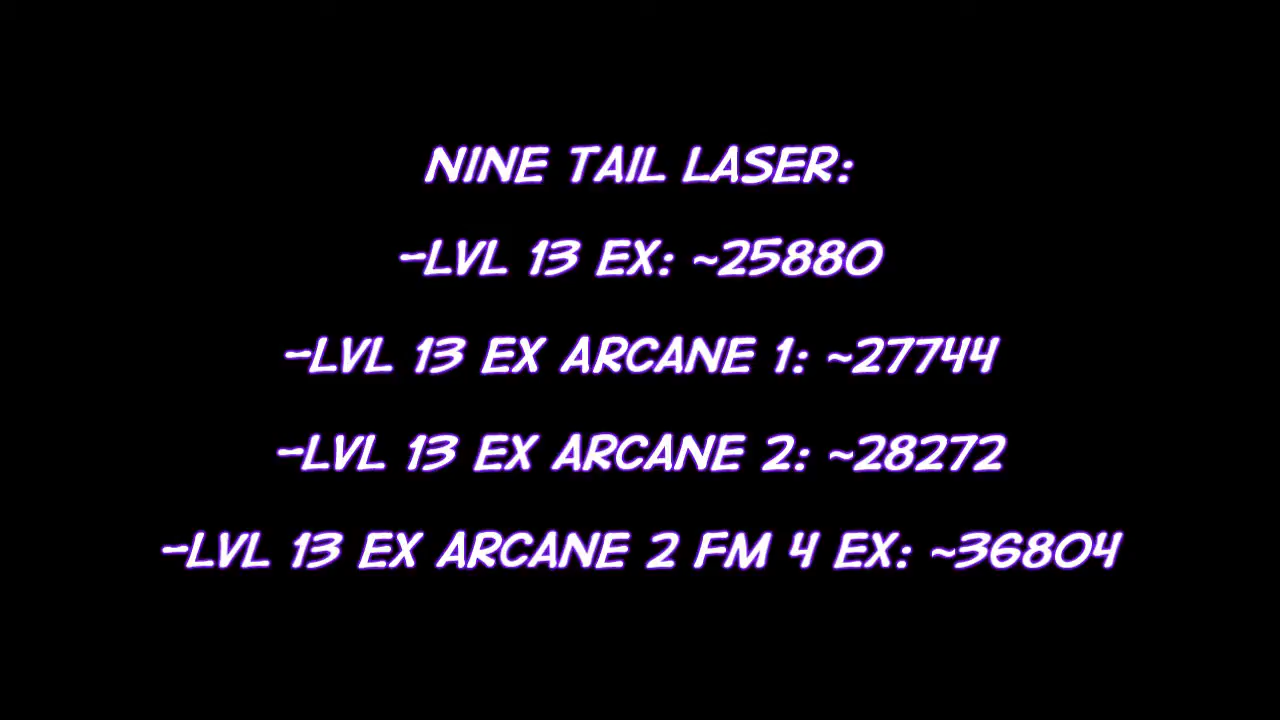 NINE TAIL LASER:
-LVL 13 EX: ~25880
-LVL 13 EX ARCANE 1: ~27744
-LVL 13 EX ARCANE 2: ~28272
-LVL 13 EX ARCANE 2 FM 4 EX: ~36804